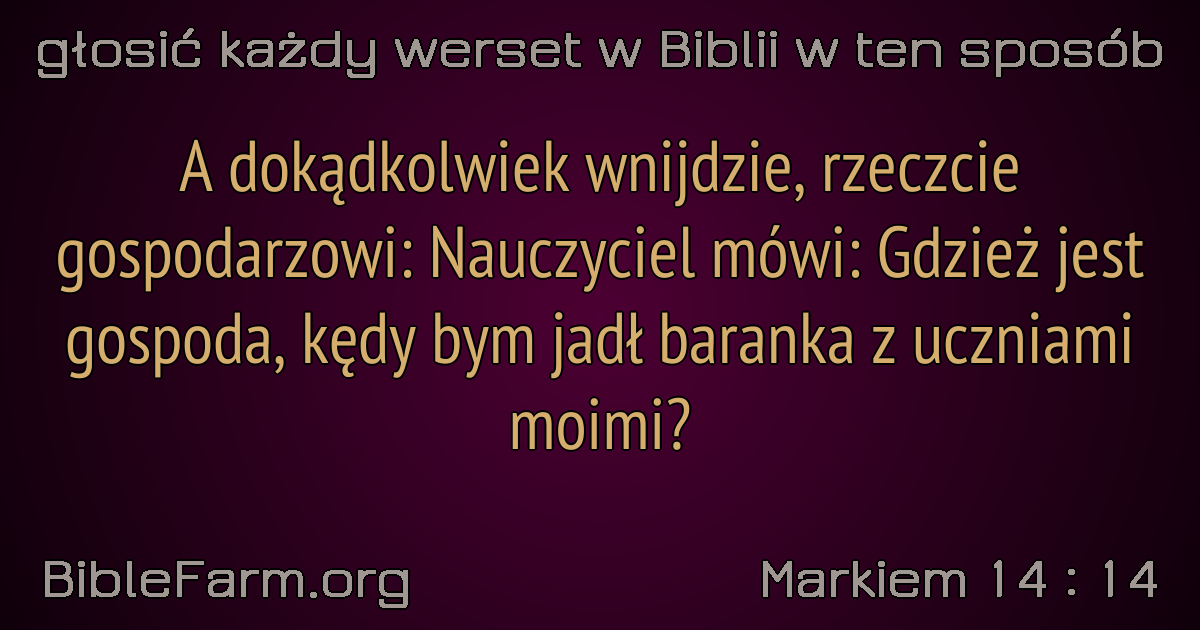 głosić każdy werset w Biblii w ten sposób
A dokądkolwiek wnijdzie, rzeczcie
gospodarzowi: Nauczyciel mówi: Gdzież jest
gospoda, kędy bym jadł baranka z uczniami
moimi?
BibleFarm.org
Markiem 14 : 14